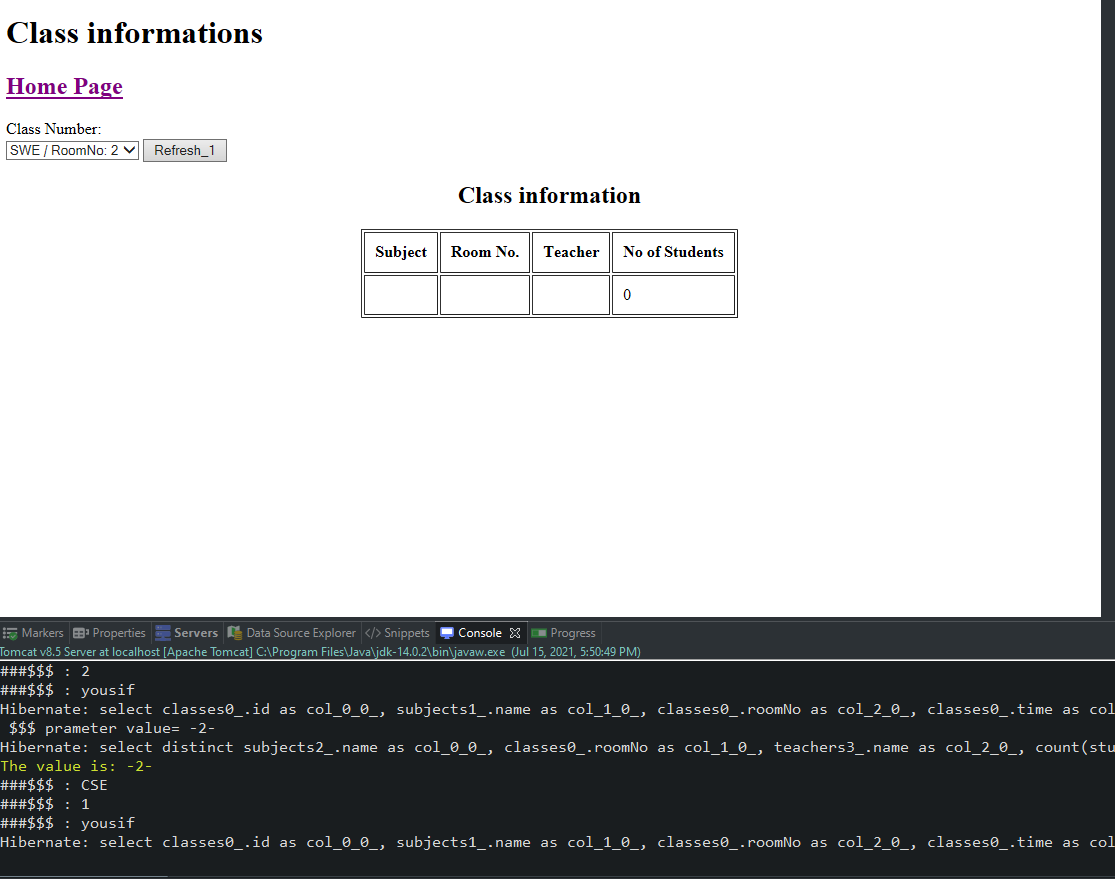 Class informations
Home Page
Class Number:
SWE / RoomNo: 2 Refresh_1
Class information
Subject Room No. Teacher No of Students
0
Markers Properties Servers Data Source Explorer Snippets Console Progress
Tomcat v8.5 Server at localhost [Apache Tomcat] C:\Program Files\Java\jdk-14.0.2\bin\javaw.exe (Jul 15, 2021, 5:50:49 PM)
###$$$ : 2
###$$$ : yousif
Hibernate: select classes0_.id as col_0_0_, subjects1_.name as col_1_0_, classes0_.roomNo as col_2_0_, classes0_.time as col
$$$ prameter value= -2-
Hibernate: select distinct subjects2_.name as col_0_0_, classes0_.roomNo as col_1_0_, teachers3_.name as col_2_0_, count(stu
The value is: -2-
###$$$ : CSE
###$$$ : 1
###$$$ : yousif
Hibernate: select classes0_.id as col_0_0_, subjects1_.name as col_1_0_, classes0_.roomNo as col_2_0_, classes0_.time as col